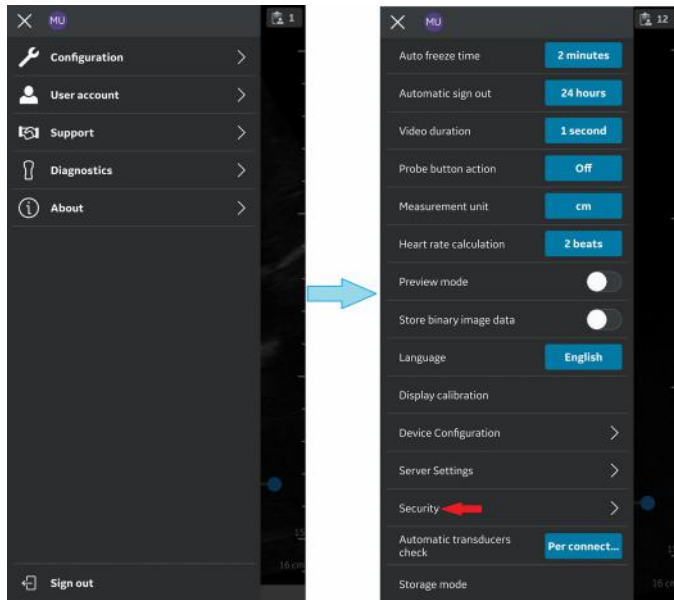 MU
1
Configuration
User account
Support
Diagnostics
About
15
16 cm
Sign out
MU
12
Auto freeze time
2 minutes
Automatic sign out
24 hours
Video duration
1 second
Probe button action
Off
Measurement unit
cm
Heart rate calculation
2 beats
Preview mode
Store binary image data
Language
English
Display calibration
Device Configuration
Server Settings
Security
Automatic transducers
check
Per connect...
Storage mode